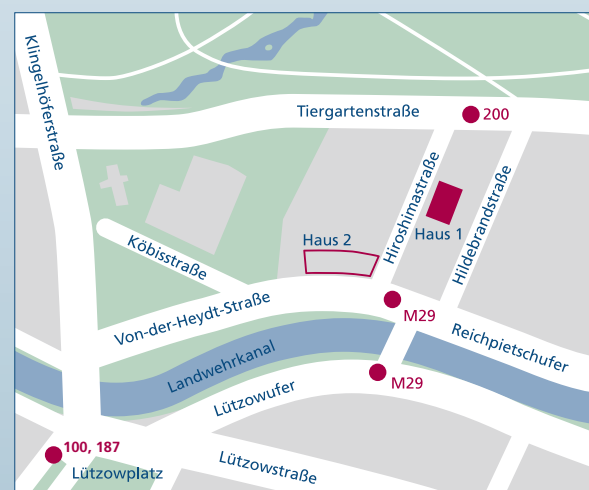 Klingelhöferstraße
Tiergartenstraße
200
Hiroshimastraße
Hildebrandstraße
Haus 1
Haus 2
Köbisstraße
Von-der-Heydt-Straße
M29
Reichpietschufer
Landwehrkanal
M29
Lützowufer
100, 187
Lützowplatz
Lützowstraße